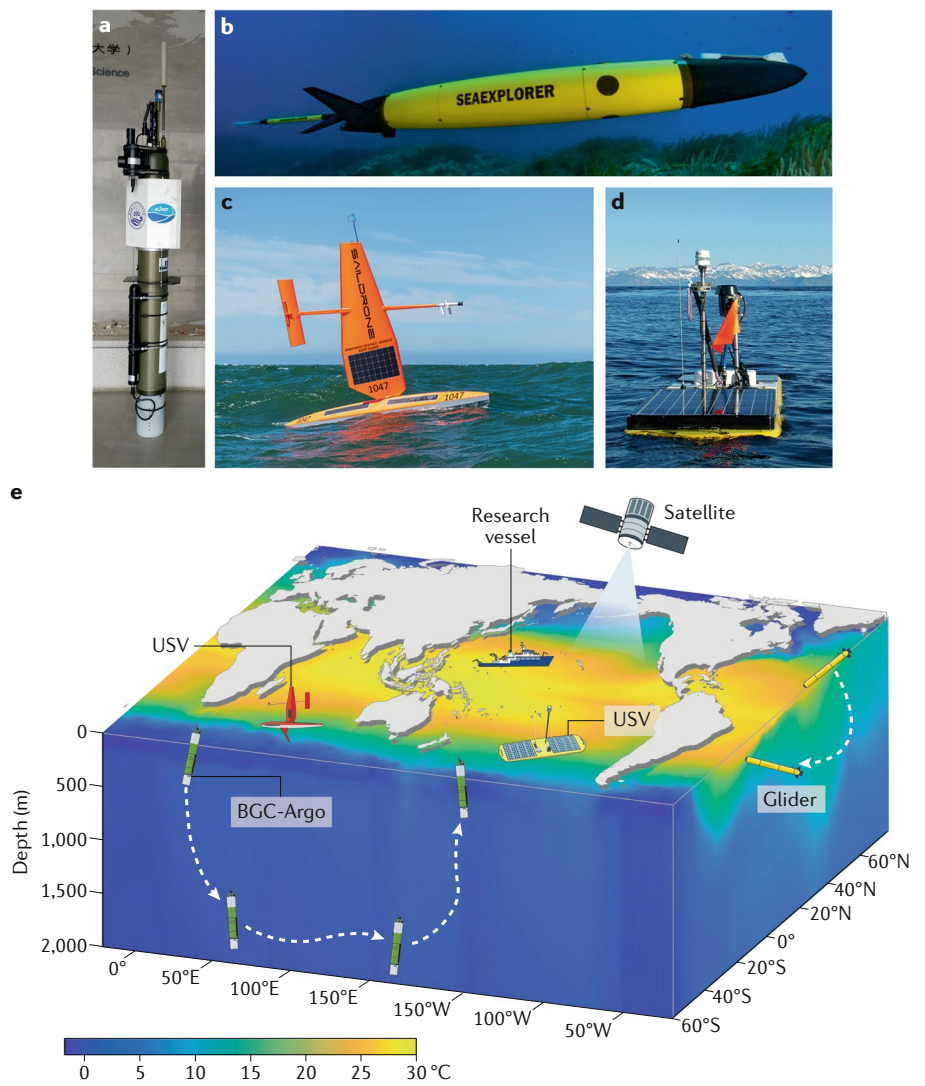 a
大学 )
Science
b
SEAEXPLORER
c
SAILDRONE
1047
1047
d
e
Research
vessel
Satellite
USV
USV
BGC-Argo
Glider
Depth (m)
0
500
1,000
1,500
2,000
0°
50°E
100°E
150°E
150°W
100°W
50°W
60°S
40°S
20°S
0°
20°N
40°N
60°N
0 5 10 15 20 25 30 °C